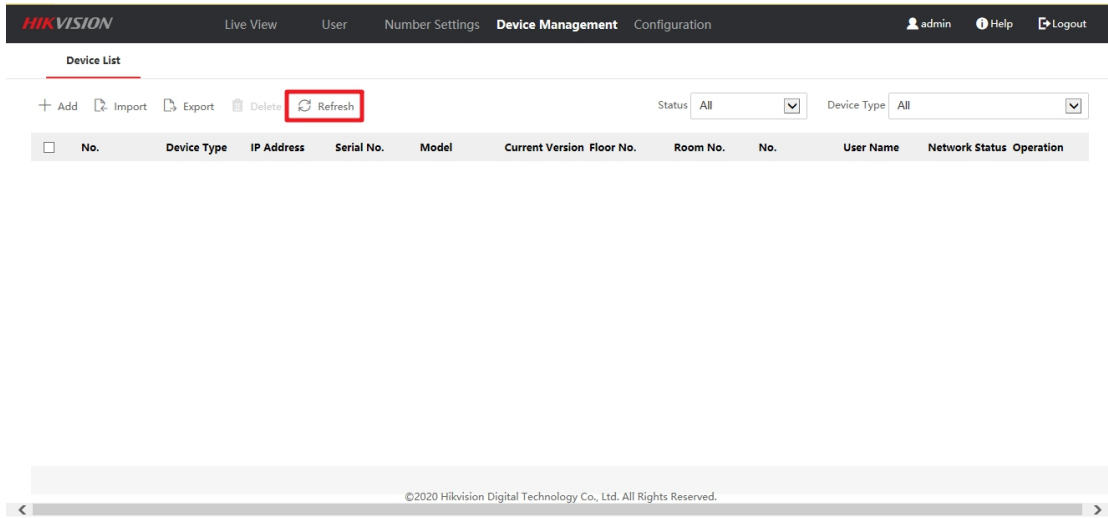 HIKVISION Live View User Number Settings Device Management Configuration admin Help Logout
Device List
Add Import Export Delete Refresh Status All Device Type All
No. Device Type IP Address Serial No. Model Current Version Floor No. Room No. No. User Name Network Status Operation
©2020 Hikvision Digital Technology Co., Ltd. All Rights Reserved.